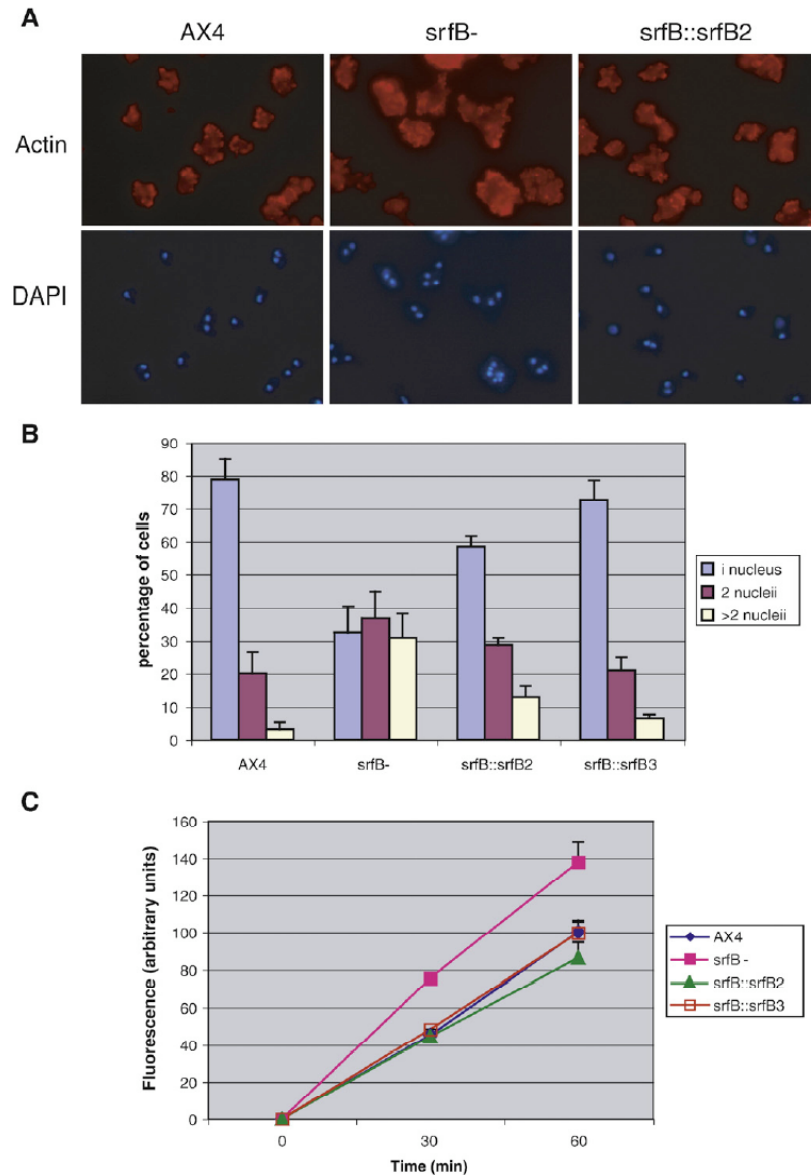 A
AX4 srfB- srfB::srfB2
Actin
DAPI
B
percentage of cells
90
80
70
60
50
40
30
20
10
0
AX4 srfB- srfB::srfB2 srfB::srfB3
i nucleus
2 nucleii
>2 nucleii
C
Fluorescence (arbitrary units)
160
140
120
100
80
60
40
20
0
0 30 60
Time (min)
AX4
srfB-
srfB::srfB2
srfB::srfB3